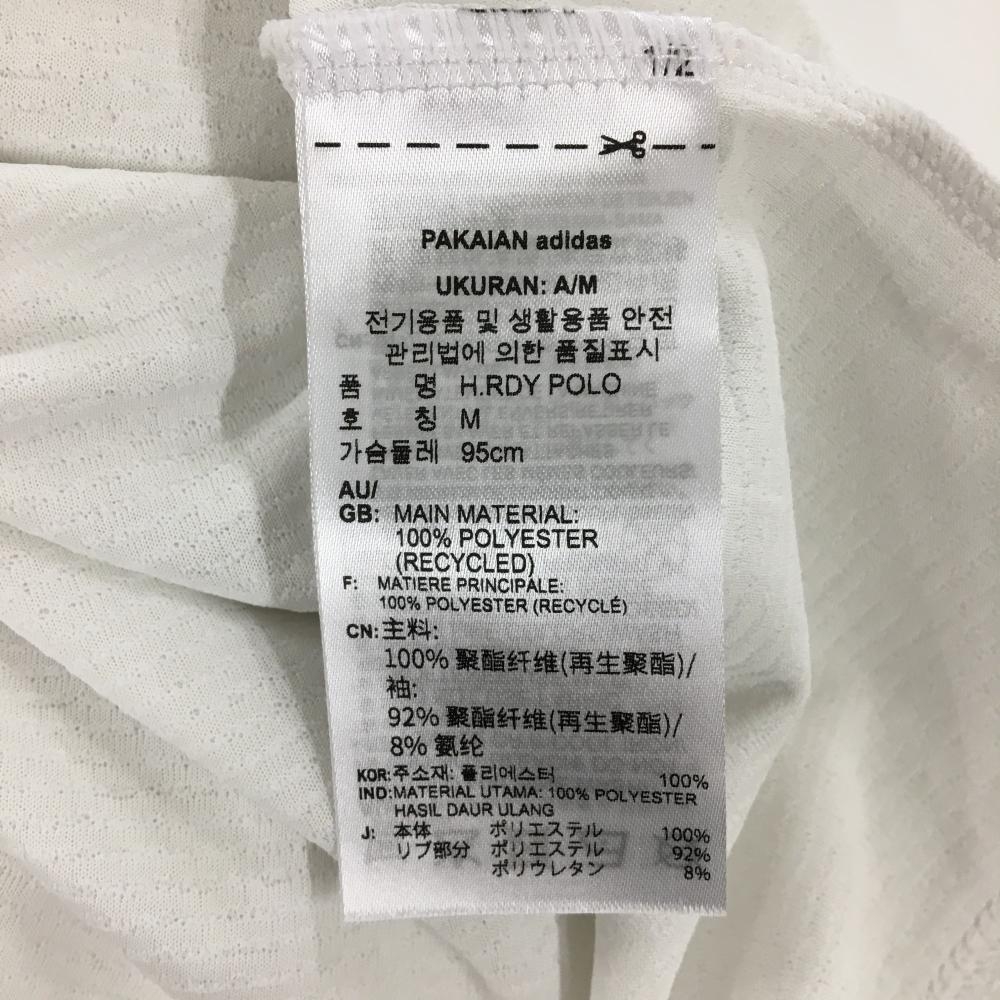 1/2
PAKAIAN adidas
UKURAN: A/M
전기용품 및 생활용품 안전
관리법에 의한 품질표시
품 명 H.RDY POLO
호 칭 M
가슴둘레 95cm
AU/
GB: MAIN MATERIAL:
100% POLYESTER
(RECYCLED)
F: MATIERE PRINCIPALE:
100% POLYESTER (RECYCLÉ)
CN: 主料:
100% 聚酯纤维(再生聚酯)/
袖:
92% 聚酯纤维(再生聚酯)/
8% 氨纶
KOR: 주소재: 폴리에스터 100%
IND: MATERIAL UTAMA: 100% POLYESTER
HASIL DAUR ULANG
J: 本体 ポリエステル 100%
リブ部分 ポリエステル 92%
ポリウレタン 8%